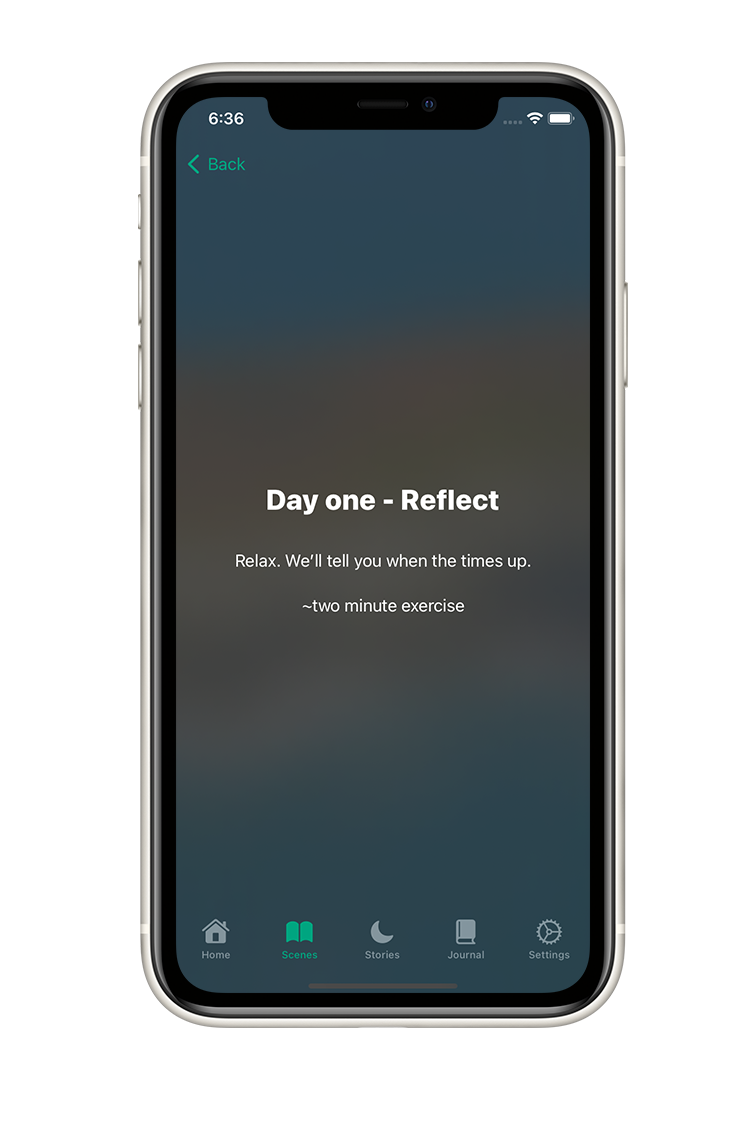 6:36
Back
Day one - Reflect
Relax. We’ll tell you when the times up.
~two minute exercise
Home Scenes Stories Journal Settings